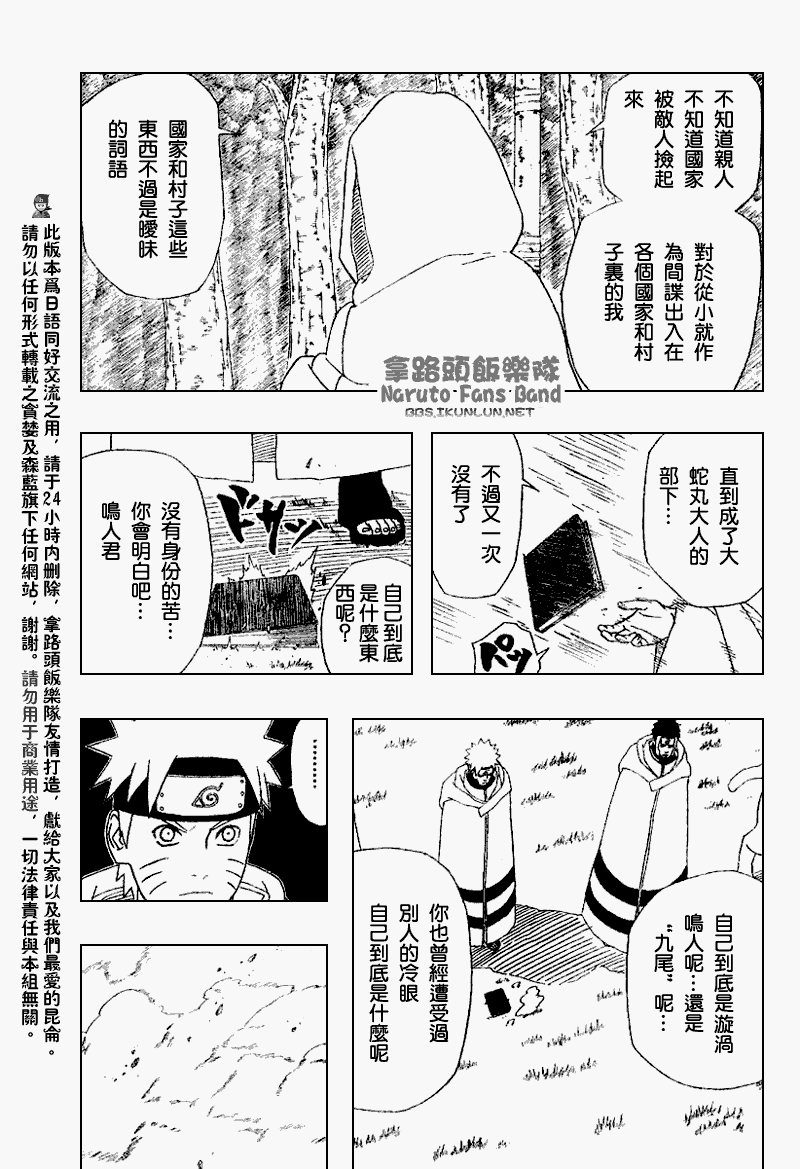 不知道親人
不知道國家
被敵人撿起
來
對於從小就作
為間諜出入在
各個國家和村
子裏的我
國家和村子這些
東西不過是曖昧
的詞語
拿路頭飯樂隊
Naruto Fans Band
BBS.IKUNLUN.NET
直到成了大
蛇丸大人的
部下…
不過又一次
沒有了
パシッ
自己到底
是什麼東
西呢?
ドサッ
沒有身份的苦…
你會明白吧…
鳴人君
自己到底是漩渦
鳴人呢…還是
“九尾”呢…
你也曾經遭受過
別人的冷眼
自己到底是什麼呢
………
此版本爲日語同好交流之用,請于24小時内删除,拿路頭飯樂隊友情打造,獻給大家以及我們最愛的昆侖。
請勿以任何形式轉載之貪婪及森藍旗下任何網站,謝謝。請勿用于商業用途,一切法律責任與本組無關。